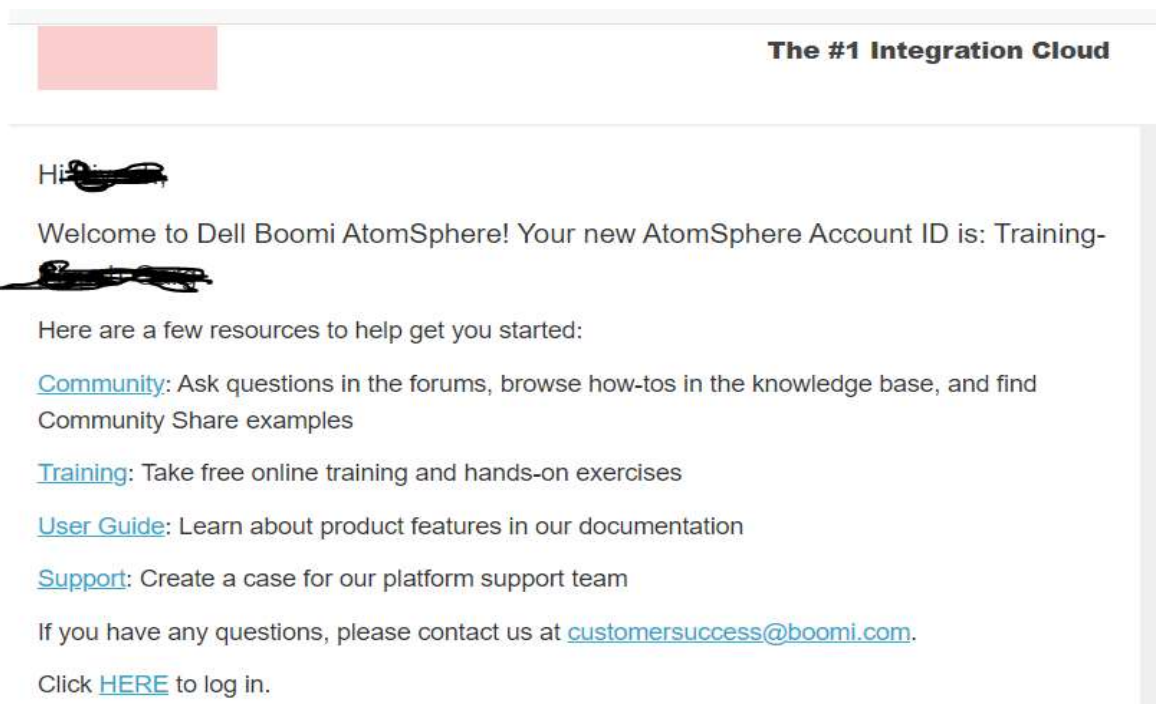 The #1 Integration Cloud
Hi
Welcome to Dell Boomi AtomSphere! Your new AtomSphere Account ID is: Training-
Here are a few resources to help get you started:
Community: Ask questions in the forums, browse how-tos in the knowledge base, and find
Community Share examples
Training: Take free online training and hands-on exercises
User Guide: Learn about product features in our documentation
Support: Create a case for our platform support team
If you have any questions, please contact us at customersuccess@boomi.com.
Click HERE to log in.